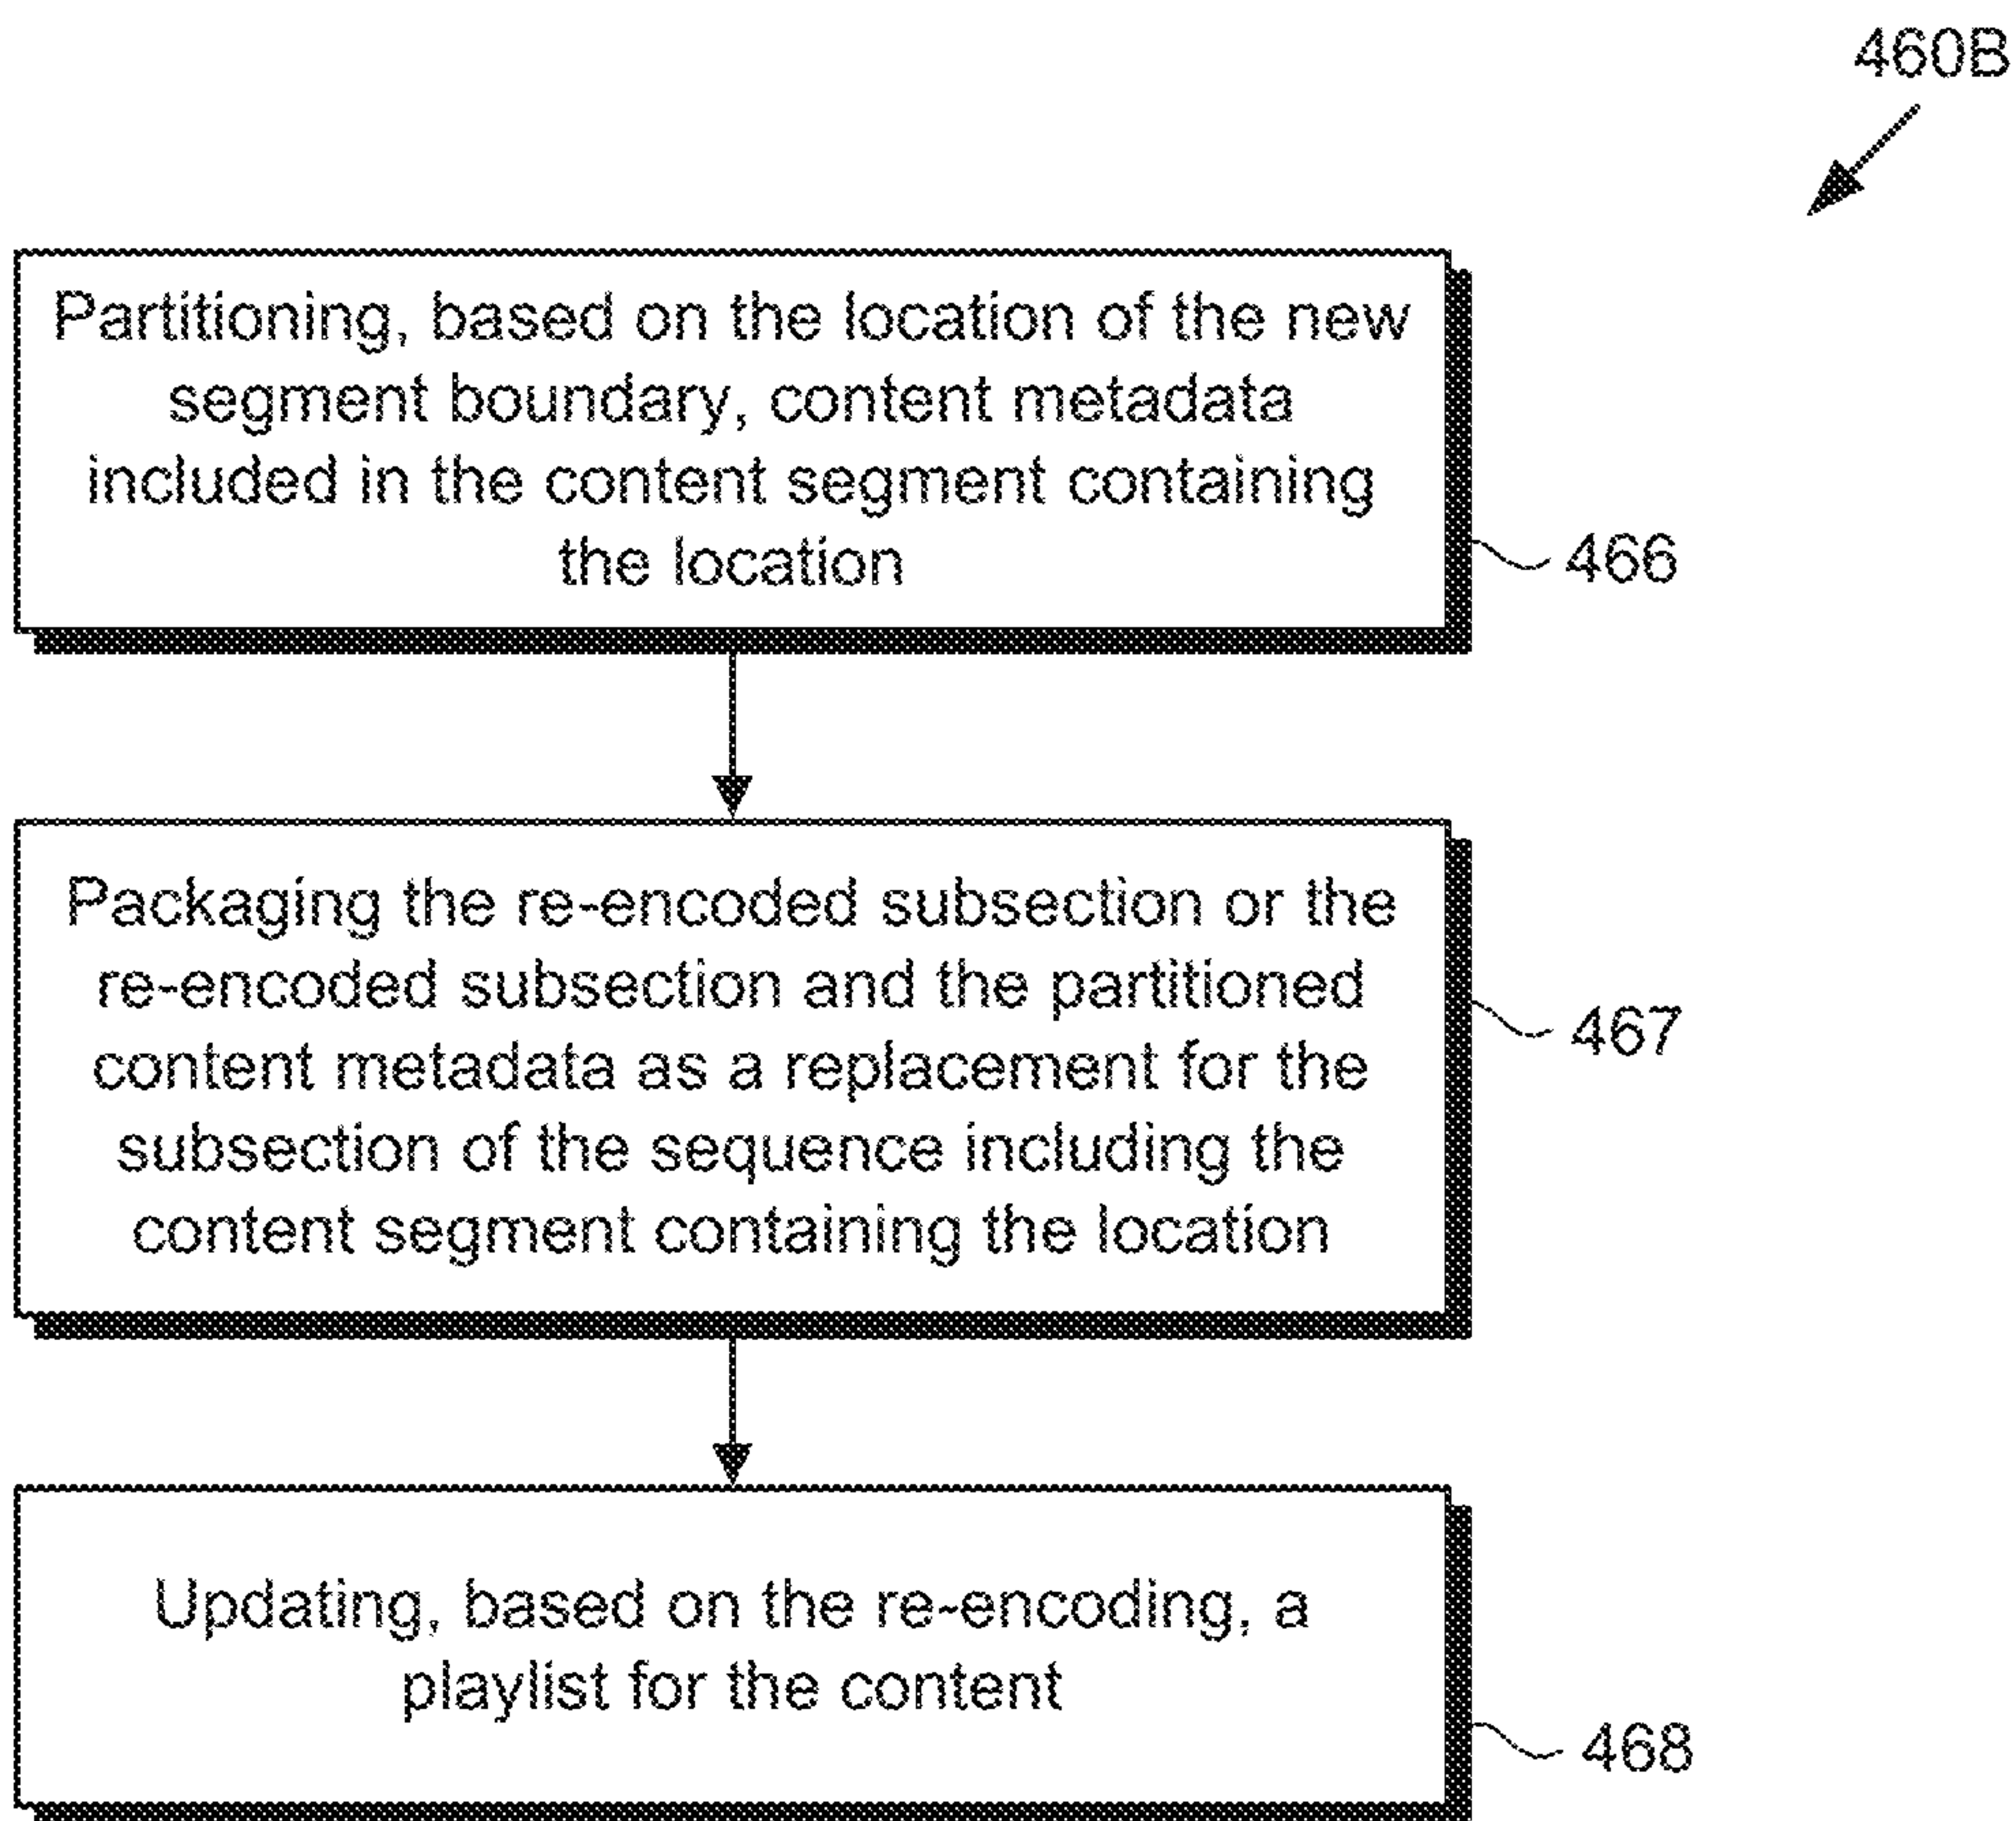 460B
Partitioning, based on the location of the new
segment boundary, content metadata
included in the content segment containing
the location
466
Packaging the re-encoded subsection or the
re-encoded subsection and the partitioned
content metadata as a replacement for the
subsection of the sequence including the
content segment containing the location
467
Updating, based on the re-encoding, a
playlist for the content
468